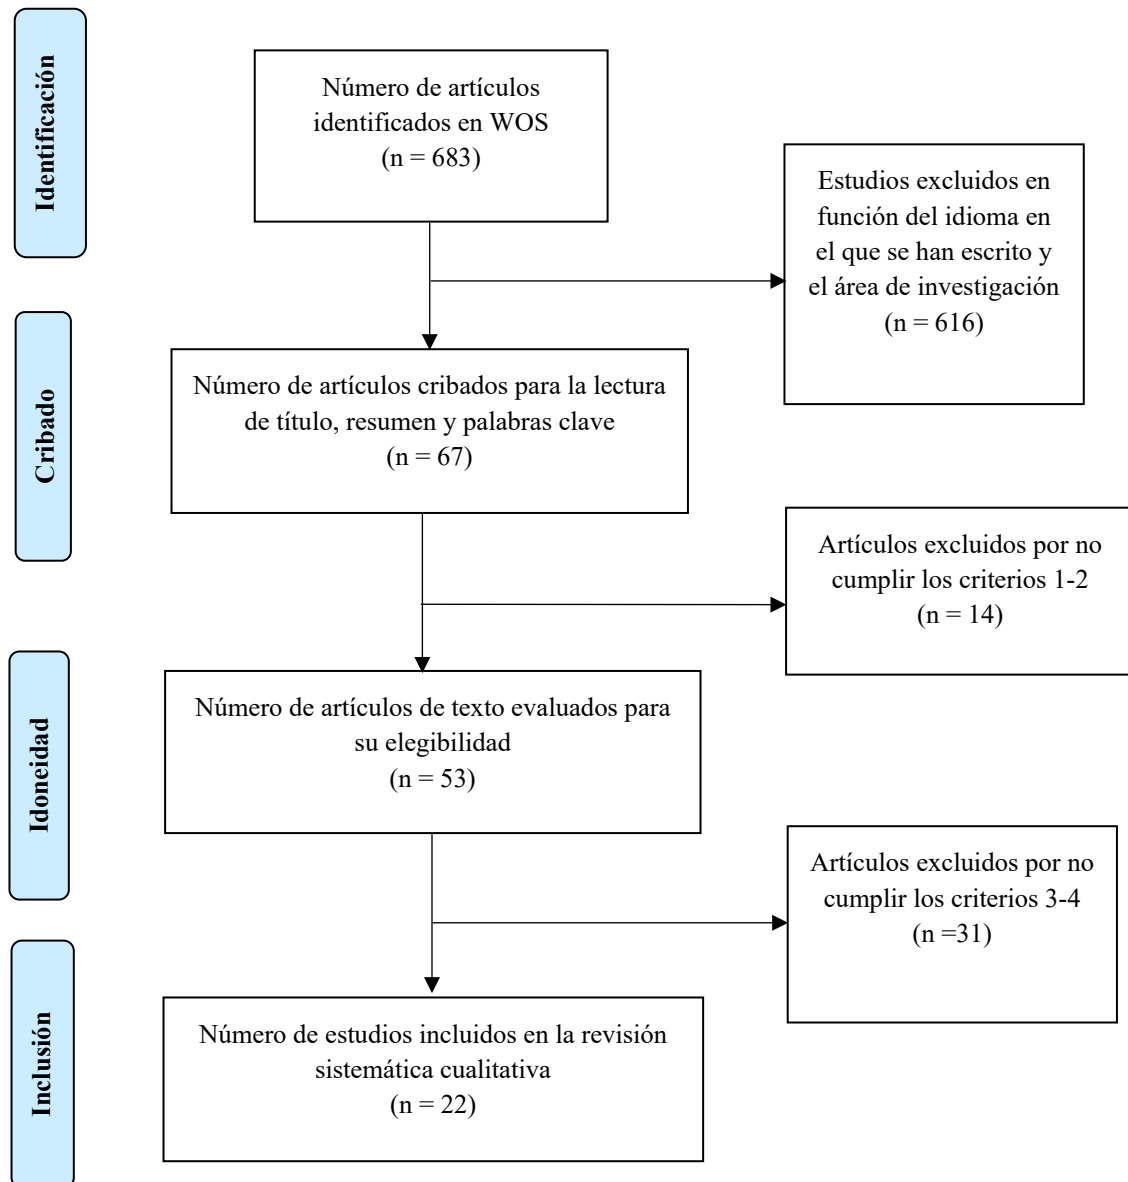 Identificación
Número de artículos
identificados en WOS
(n = 683)
Estudios excluidos en
función del idioma en
el que se han escrito y
el área de investigación
(n = 616)
Cribado
Número de artículos cribados para la lectura
de título, resumen y palabras clave
(n = 67)
Artículos excluidos por no
cumplir los criterios 1-2
(n = 14)
Idoneidad
Número de artículos de texto evaluados para
su elegibilidad
(n = 53)
Artículos excluidos por no
cumplir los criterios 3-4
(n =31)
Inclusión
Número de estudios incluidos en la revisión
sistemática cualitativa
(n = 22)